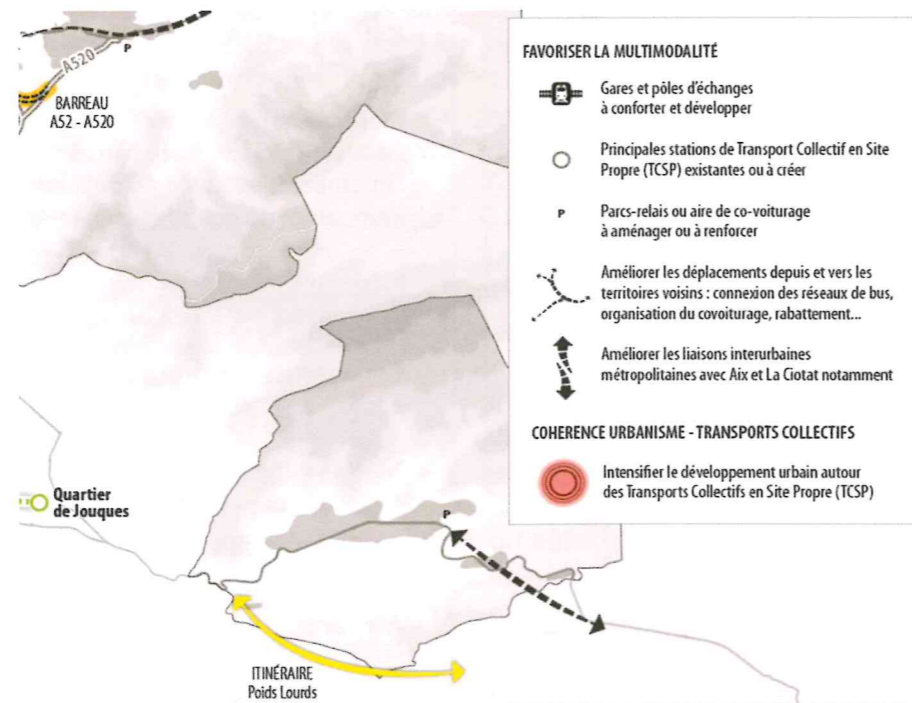 P
A520
BARREAU
A52 - A520
Quartier
de Jouques
P
ITINÉRAIRE
Poids Lourds
FAVORISER LA MULTIMODALITÉ
Gares et pôles d'échanges
à conforter et développer
Principales stations de Transport Collectif en Site
Propre (TCSP) existantes ou à créer
P
Parcs-relais ou aire de co-voiturage
à aménager ou à renforcer
Améliorer les déplacements depuis et vers les
territoires voisins : connexion des réseaux de bus,
organisation du covoiturage, rabattement...
Améliorer les liaisons interurbaines
métropolitaines avec Aix et La Ciotat notamment
COHERENCE URBANISME - TRANSPORTS COLLECTIFS
Intensifier le développement urbain autour
des Transports Collectifs en Site Propre (TCSP)